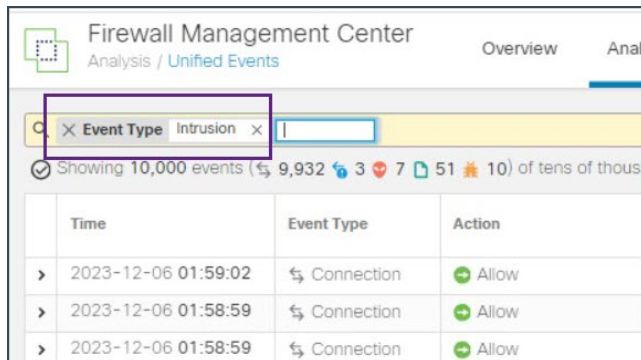 Firewall Management Center
Analysis / Unified Events
Overview
Event Type Intrusion
Showing 10,000 events (9,932 3 7 51 10) of tens of thous
Time Event Type Action
2023-12-06 01:59:02 Connection Allow
2023-12-06 01:58:59 Connection Allow
2023-12-06 01:58:59 Connection Allow